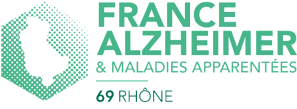 FRANCE
ALZHEIMER
& MALADIES APPARENTÉES
69 RHÔNE